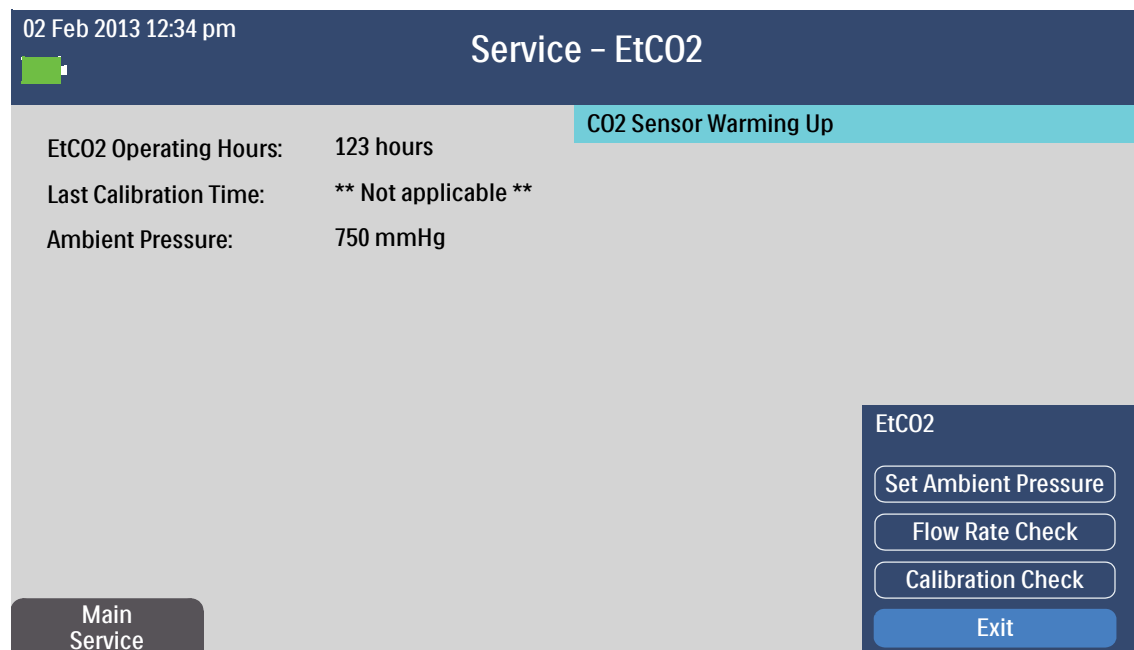 02 Feb 2013 12:34 pm
Service – EtCO2
CO2 Sensor Warming Up
EtCO2 Operating Hours: 123 hours
Last Calibration Time: ** Not applicable **
Ambient Pressure: 750 mmHg
EtCO2
Set Ambient Pressure
Flow Rate Check
Calibration Check
Exit
Main
Service